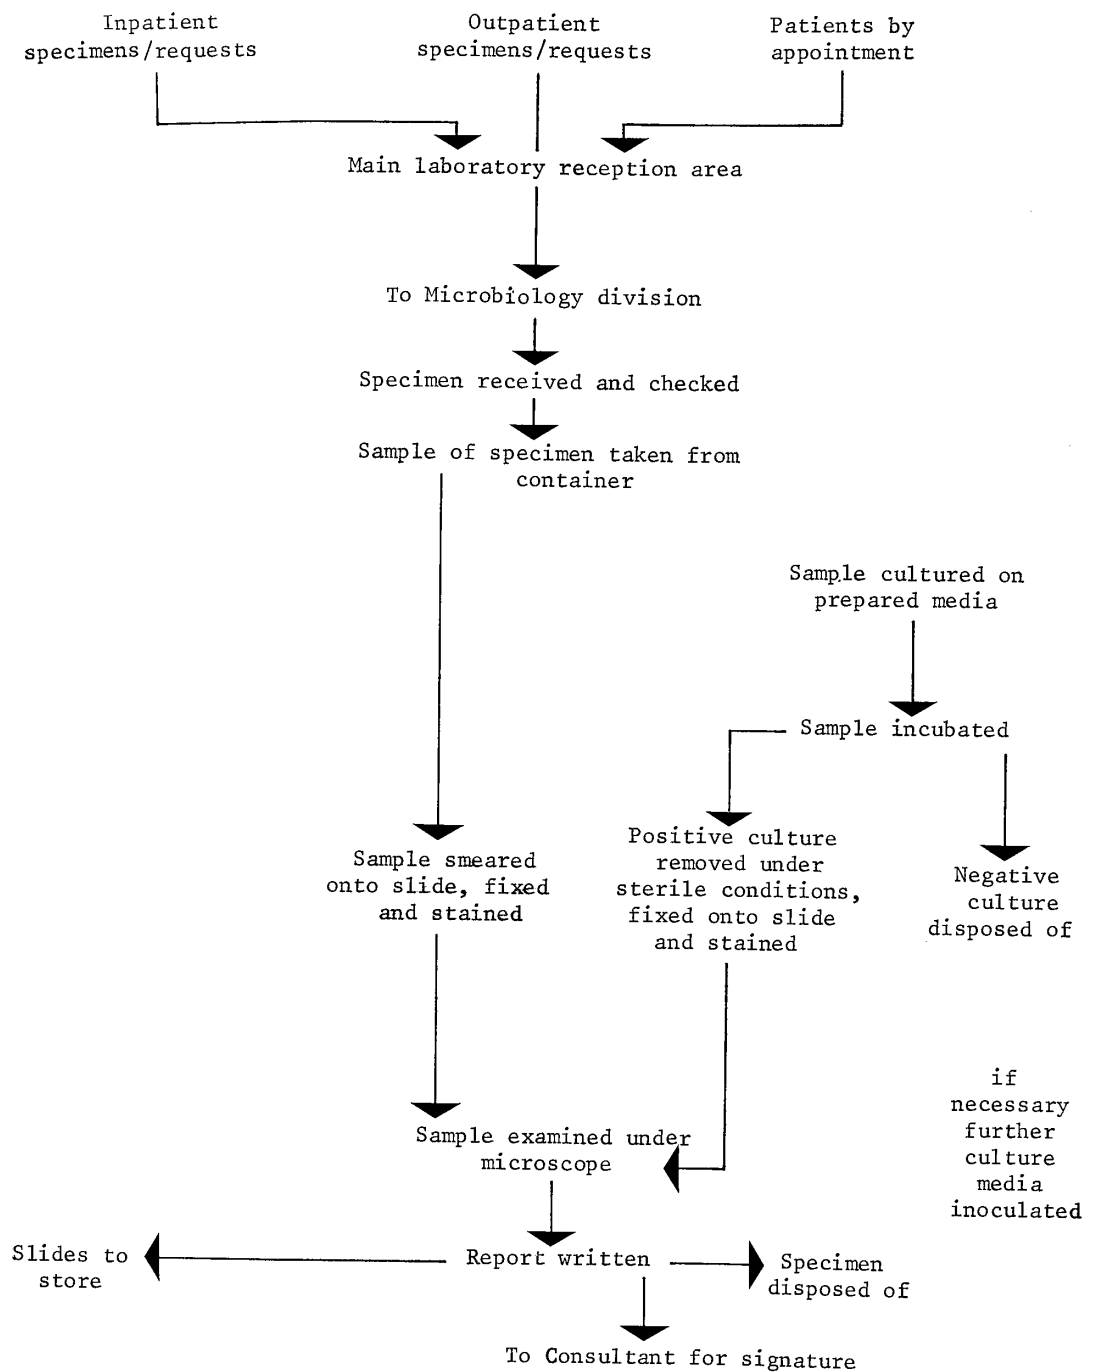 Inpatient
specimens/requests
Outpatient
specimens/requests
Patients by
appointment
Main laboratory reception area
To Microbiology division
Specimen received and checked
Sample of specimen taken from
container
Sample cultured on
prepared media
Sample incubated
Sample smeared
onto slide, fixed
and stained
Positive culture
removed under
sterile conditions,
fixed onto slide
and stained
Negative
culture
disposed of
if
necessary
further
culture
media
inoculated
Sample examined under
microscope
Slides to
store
Report written
Specimen
disposed of
To Consultant for signature